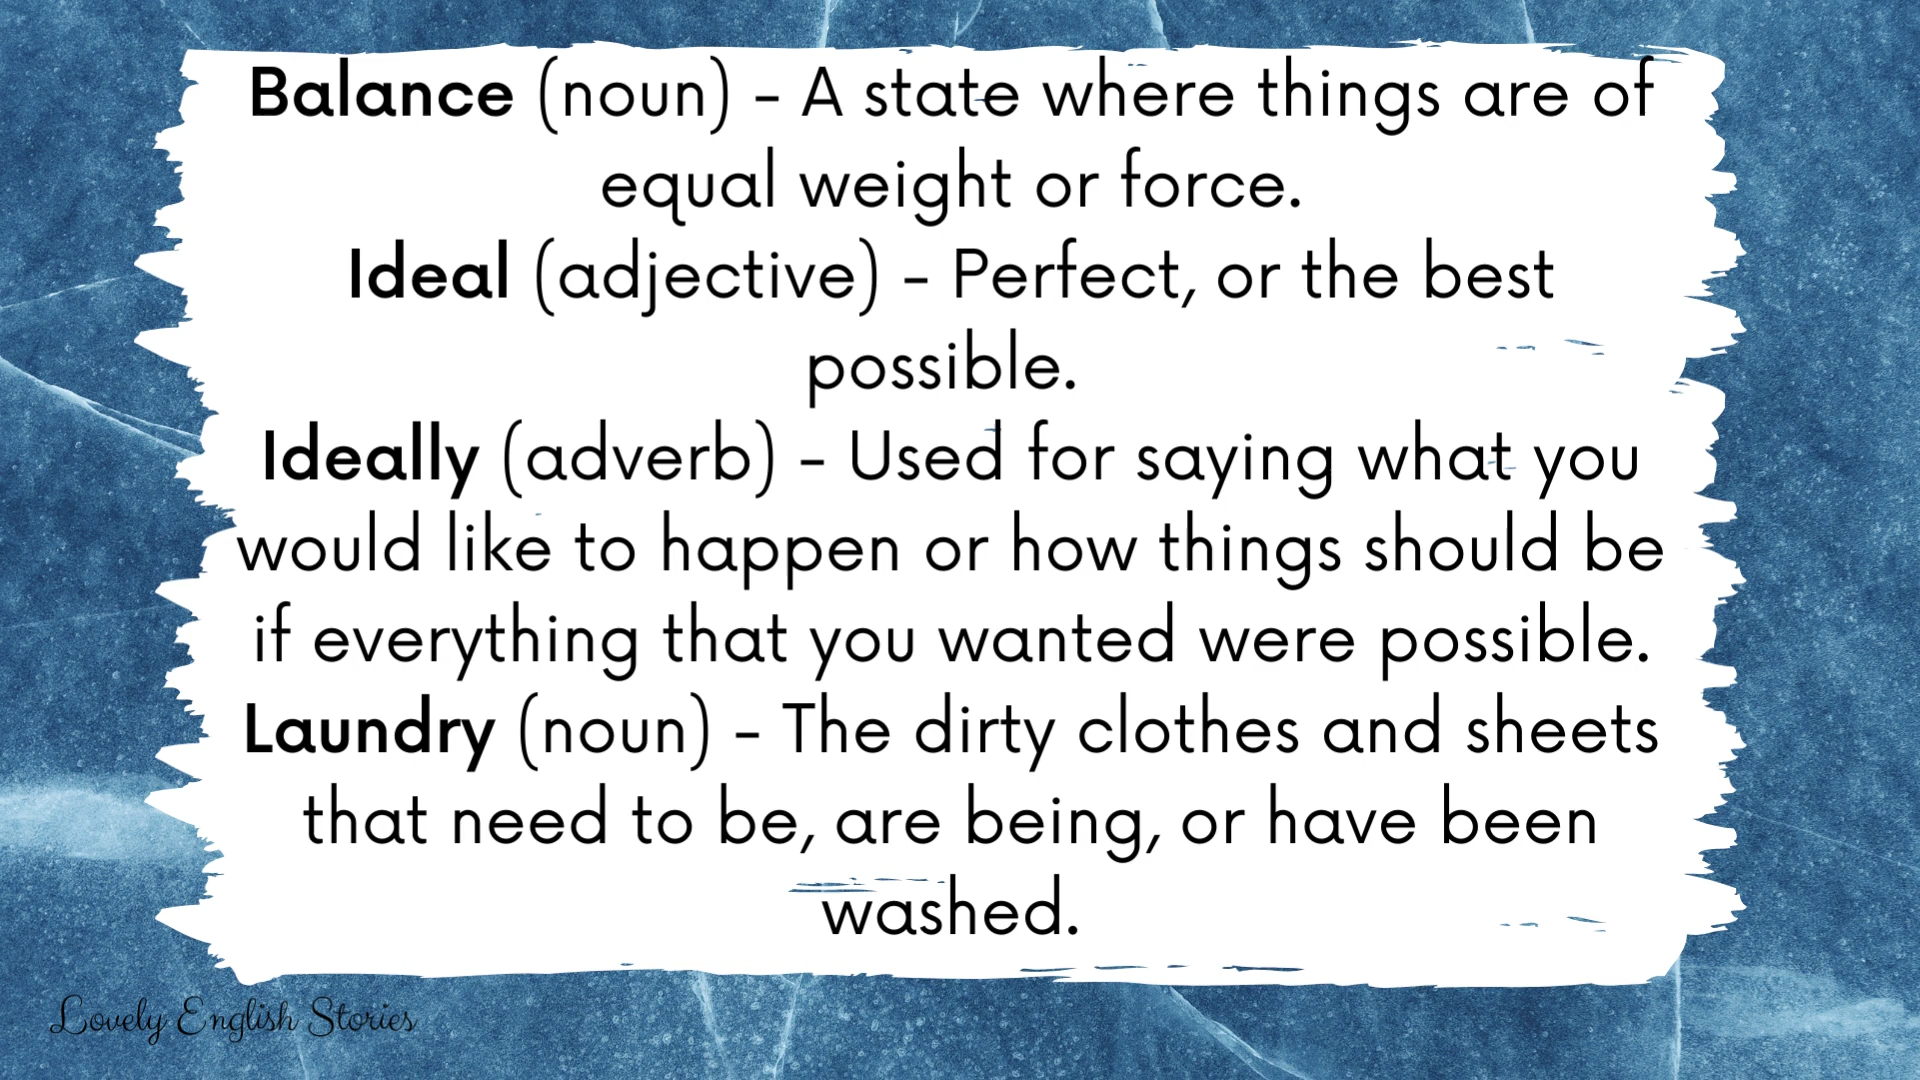 Balance (noun) - A state where things are of
equal weight or force.
Ideal (adjective) - Perfect, or the best
possible.
Ideally (adverb) - Used for saying what you
would like to happen or how things should be
if everything that you wanted were possible.
Laundry (noun) - The dirty clothes and sheets
that need to be, are being, or have been
washed.
Lovely English Stories